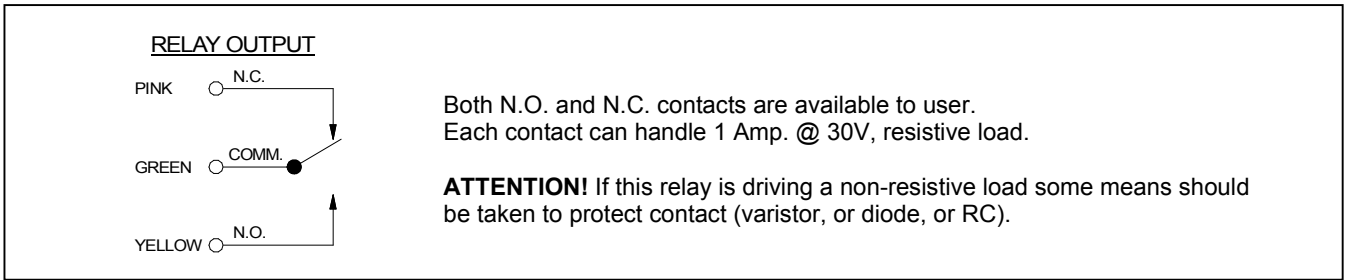 RELAY OUTPUT
PINK N.C.
GREEN COMM.
YELLOW N.O.
Both N.O. and N.C. contacts are available to user.
Each contact can handle 1 Amp. @ 30V, resistive load.
ATTENTION! If this relay is driving a non-resistive load some means should
be taken to protect contact (varistor, or diode, or RC).